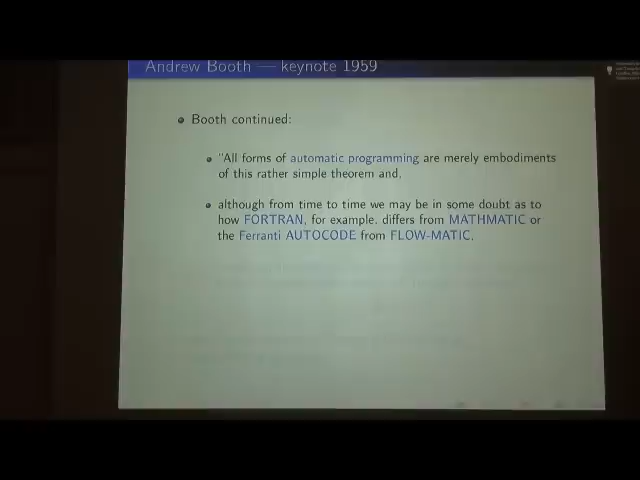 Andrew Booth — keynote 1959
Booth continued:
"All forms of automatic programming are merely embodiments
of this rather simple theorem and,
although from time to time we may be in some doubt as to
how FORTRAN, for example, differs from MATHMATIC or
the Ferranti AUTOCODE from FLOW-MATIC,